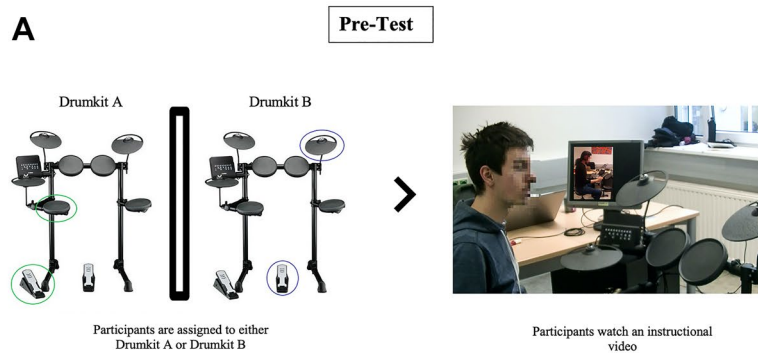 A
Pre-Test
Drumkit A
Drumkit B
Participants are assigned to either
Drumkit A or Drumkit B
Participants watch an instructional
video